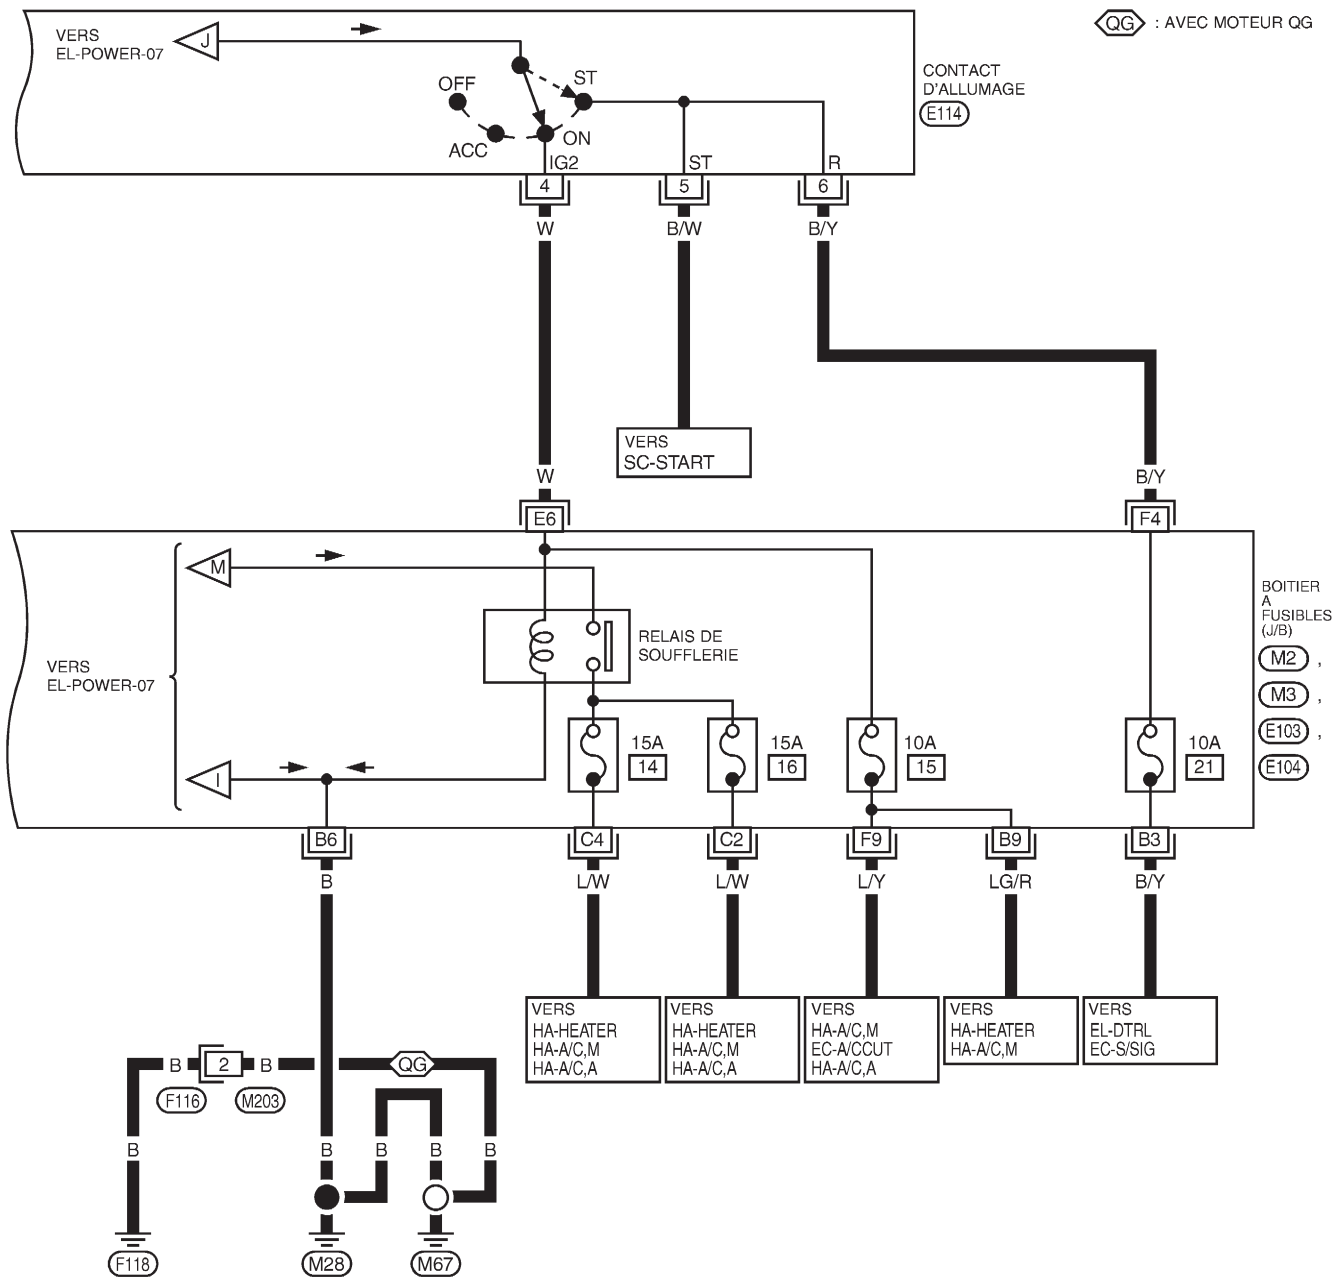 QG : AVEC MOTEUR QG
VERS
EL-POWER-07
J
OFF
ACC
ST
ON
IG2
ST
R
CONTACT
D'ALLUMAGE
E114
4
5
6
W
B/W
B/Y
VERS
SC-START
W
B/Y
E6
F4
M
VERS
EL-POWER-07
I
RELAIS DE
SOUFFLERIE
BOITIER
A
FUSIBLES
(J/B)
M2 ,
M3 ,
E103 ,
E104
15A
14
15A
16
10A
15
10A
21
B6
C4
C2
F9
B9
B3
B
L/W
L/W
L/Y
LG/R
B/Y
VERS
HA-HEATER
HA-A/C,M
HA-A/C,A
VERS
HA-HEATER
HA-A/C,M
HA-A/C,A
VERS
HA-A/C,M
EC-A/CCUT
HA-A/C,A
VERS
HA-HEATER
HA-A/C,M
VERS
EL-DTRL
EC-S/SIG
B
2
B
QG
F116
M203
B
B
B
B
B
F118
M28
M67